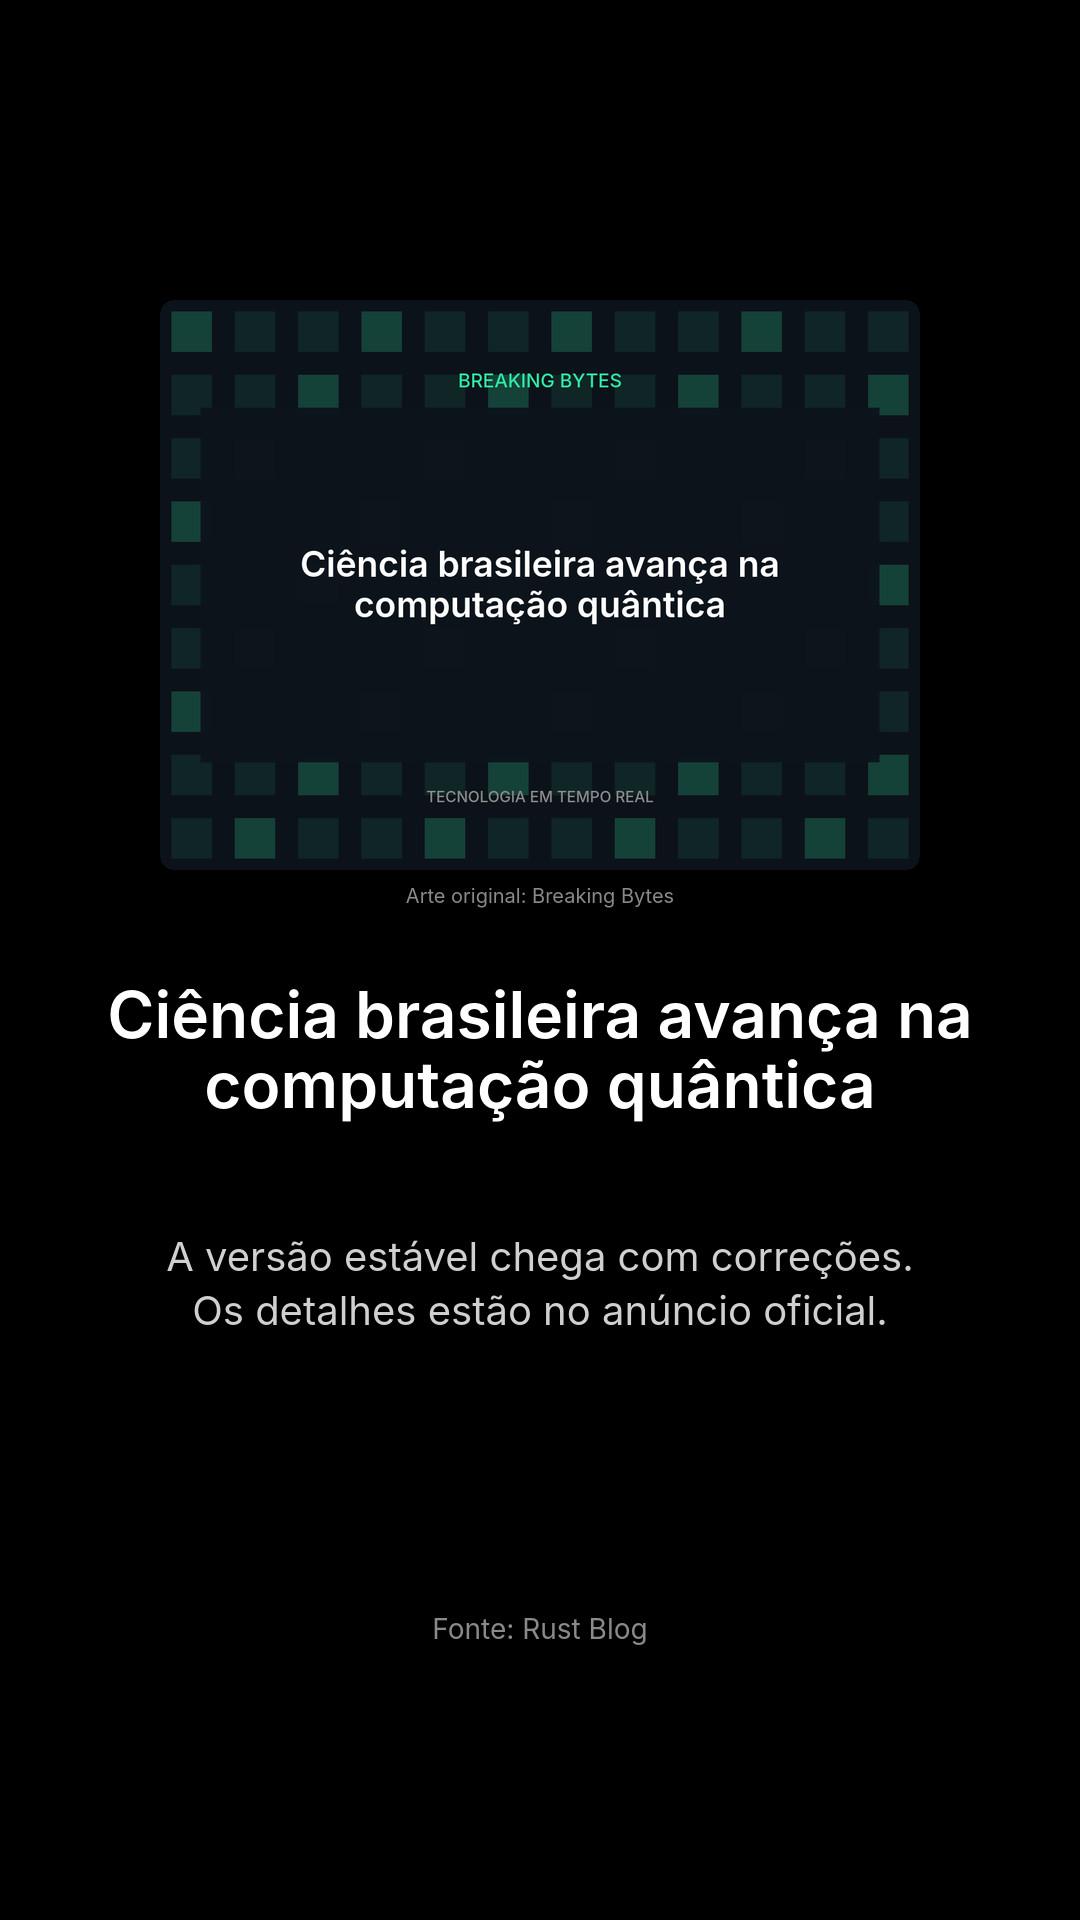 BREAKING BYTES
Ciência brasileira avança na
computação quântica
TECNOLOGIA EM TEMPO REAL
Arte original: Breaking Bytes
Ciência brasileira avança na
computação quântica
A versão estável chega com correções.
Os detalhes estão no anúncio oficial.
Fonte: Rust Blog